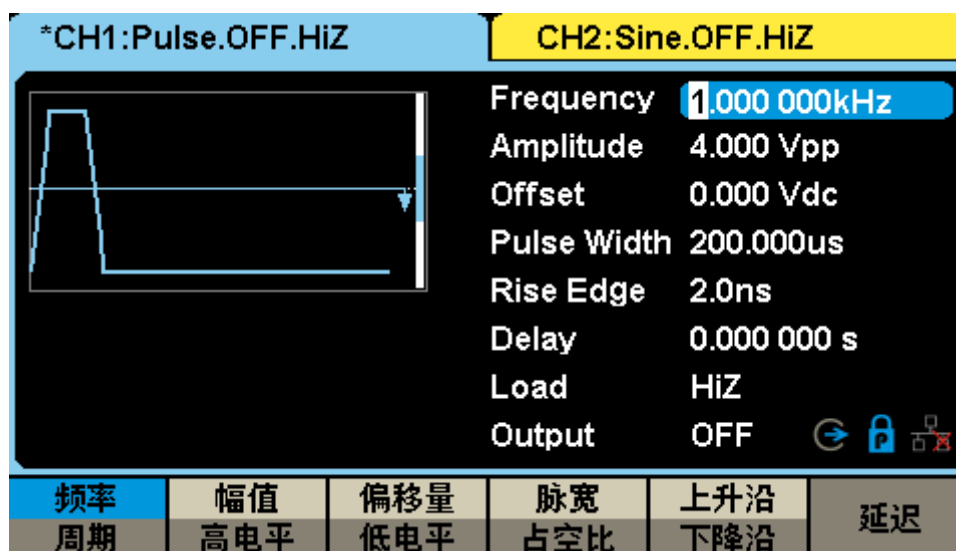 *CH1:Pulse.OFF.HiZ CH2:Sine.OFF.HiZ
Frequency 1.000 000kHz
Amplitude 4.000 Vpp
Offset 0.000 Vdc
Pulse Width 200.000us
Rise Edge 2.0ns
Delay 0.000 000 s
Load HiZ
Output OFF
频率 幅值 偏移量 脉宽 上升沿 延迟
周期 高电平 低电平 占空比 下降沿